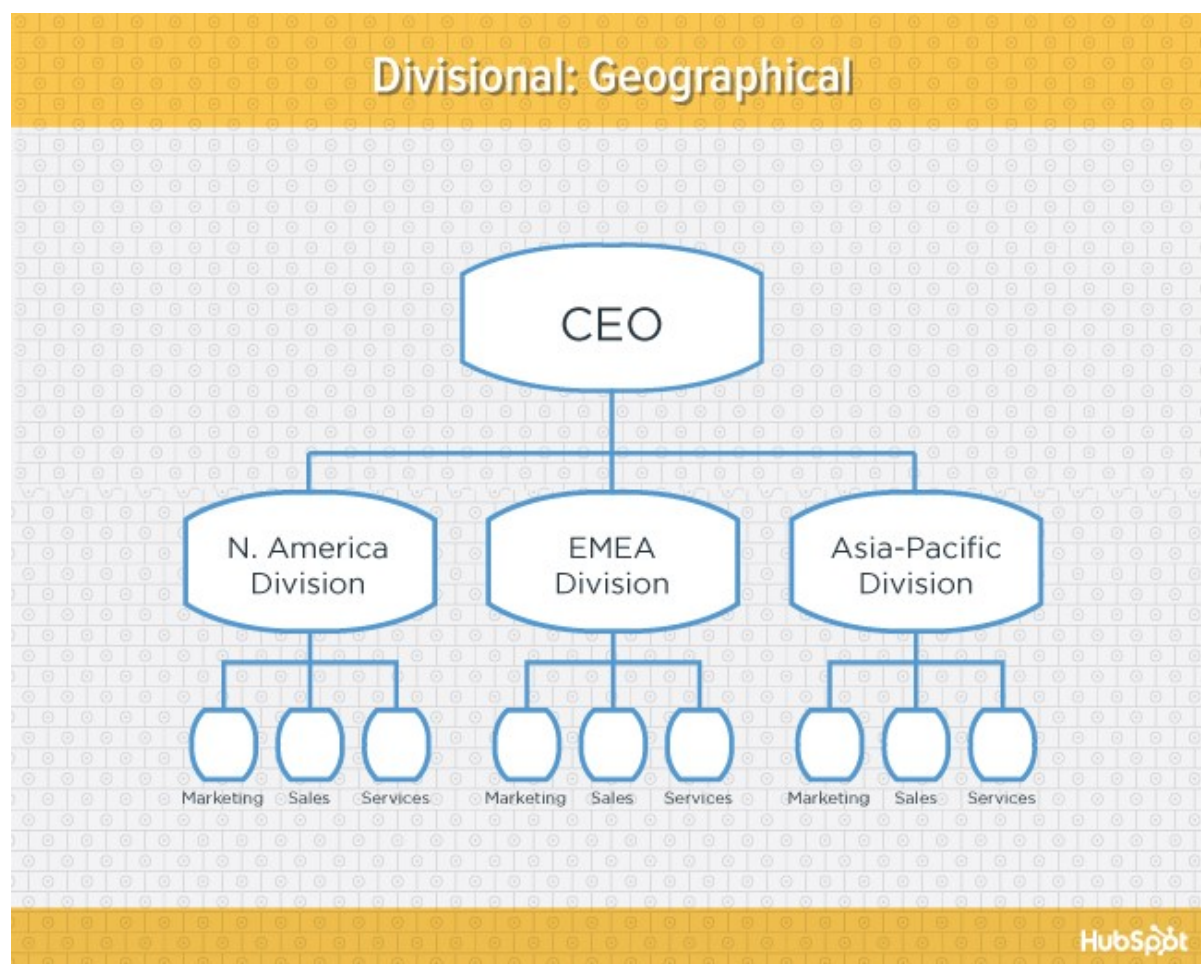 Divisional: Geographical
CEO
N. America
Division
EMEA
Division
Asia-Pacific
Division
Marketing Sales Services
Marketing Sales Services
Marketing Sales Services
HubSpot